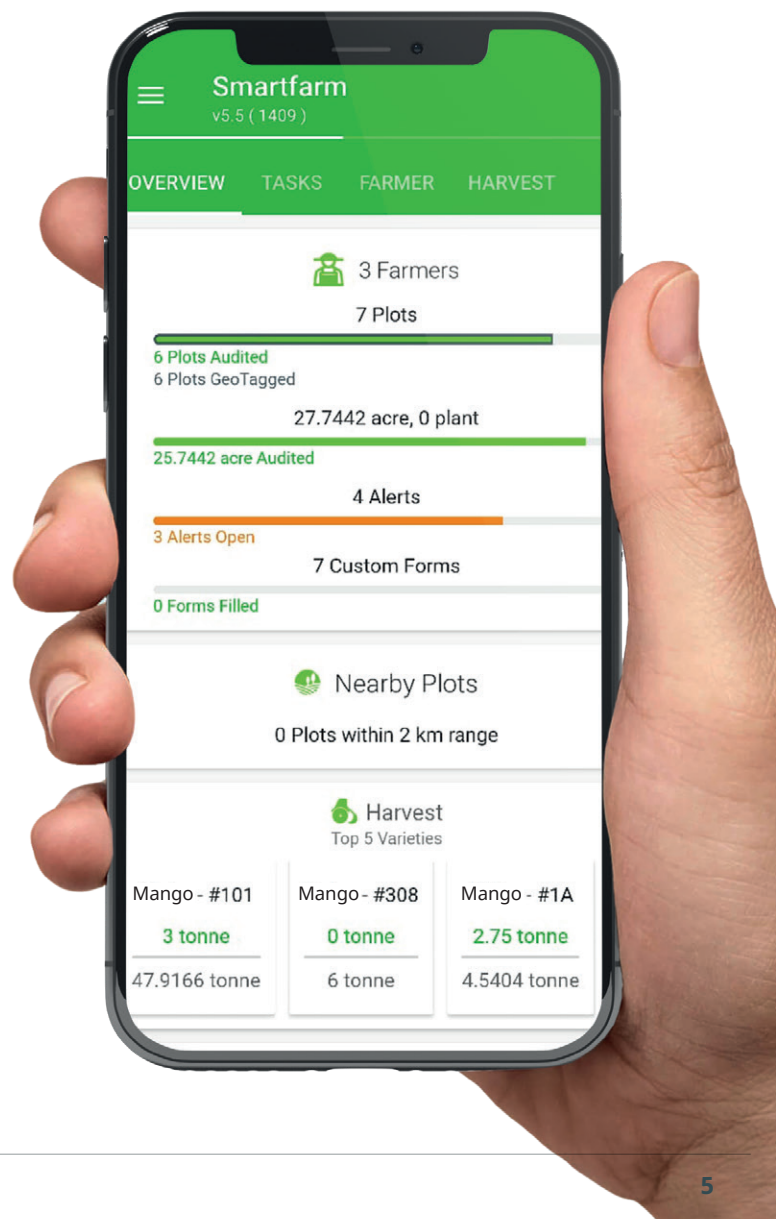 Smartfarm
v5.5 ( 1409 )
OVERVIEW TASKS FARMER HARVEST
3 Farmers
7 Plots
6 Plots Audited
6 Plots GeoTagged
27.7442 acre, 0 plant
25.7442 acre Audited
4 Alerts
3 Alerts Open
7 Custom Forms
0 Forms Filled
Nearby Plots
0 Plots within 2 km range
Harvest
Top 5 Varieties
Mango - #101 Mango - #308 Mango - #1A
3 tonne 0 tonne 2.75 tonne
47.9166 tonne 6 tonne 4.5404 tonne
5